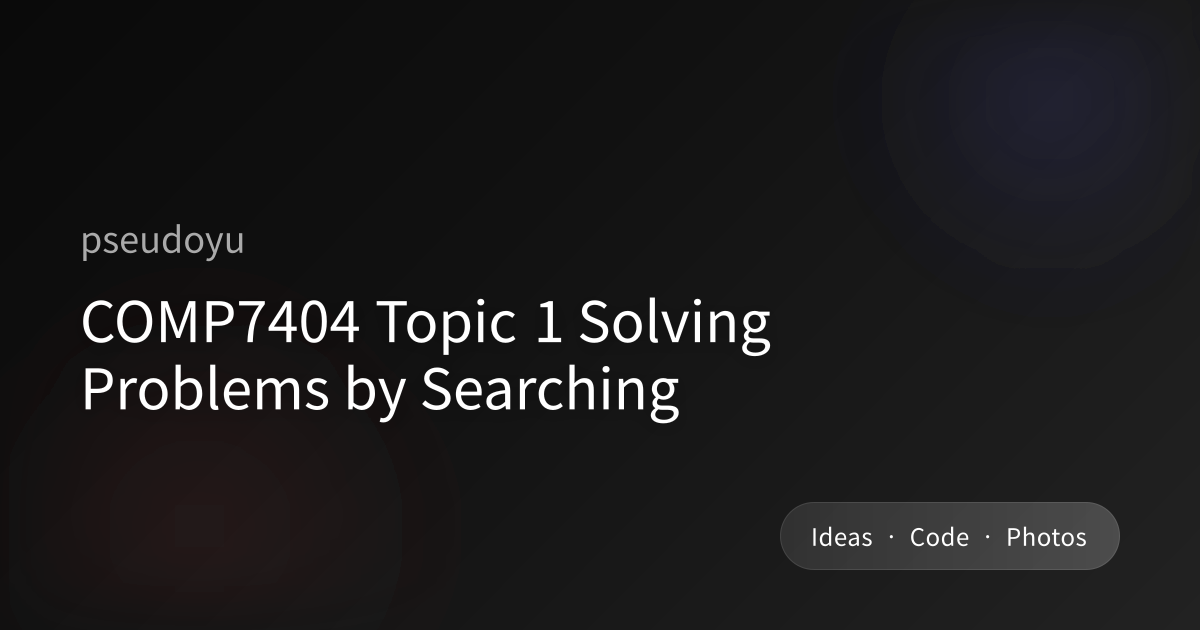 pseudoyu
COMP7404 Topic 1 Solving
Problems by Searching
Ideas · Code · Photos